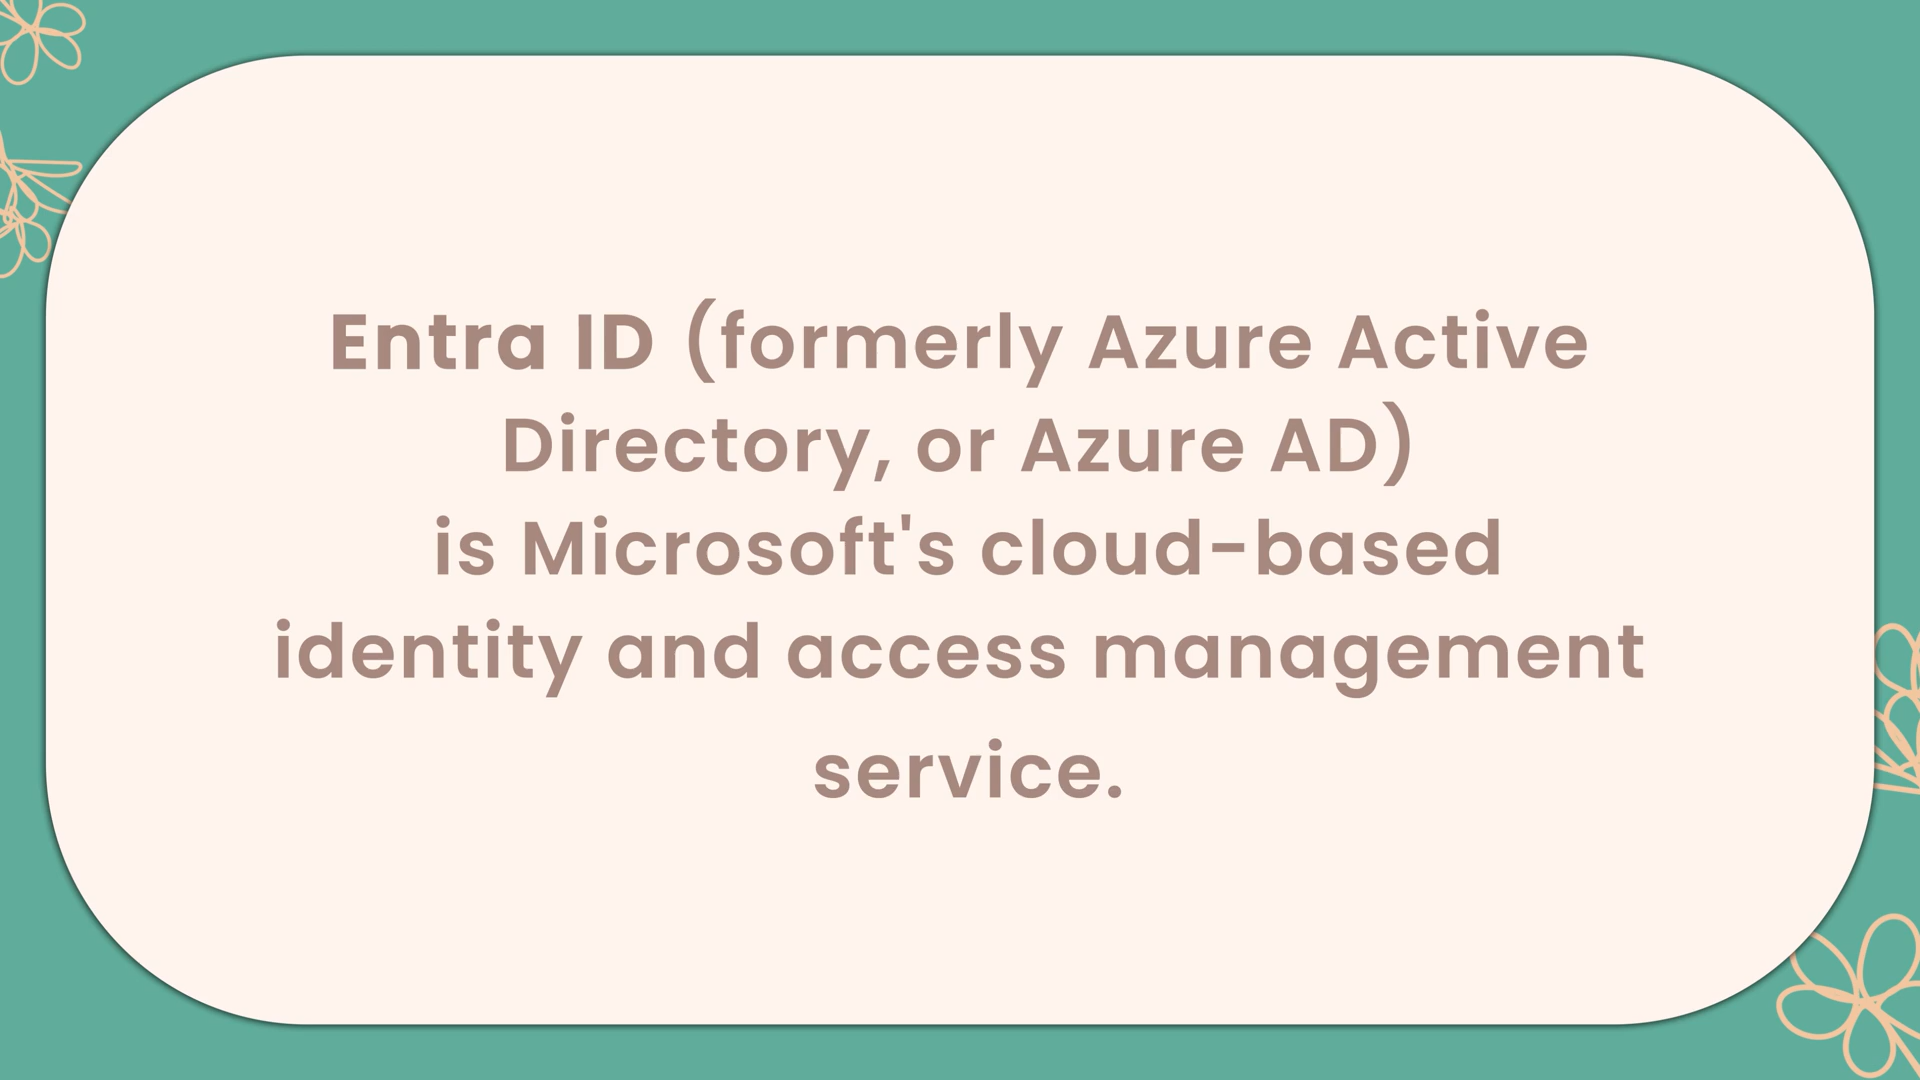 Entra ID (formerly Azure Active
Directory, or Azure AD)
is Microsoft's cloud-based
identity and access management
service.